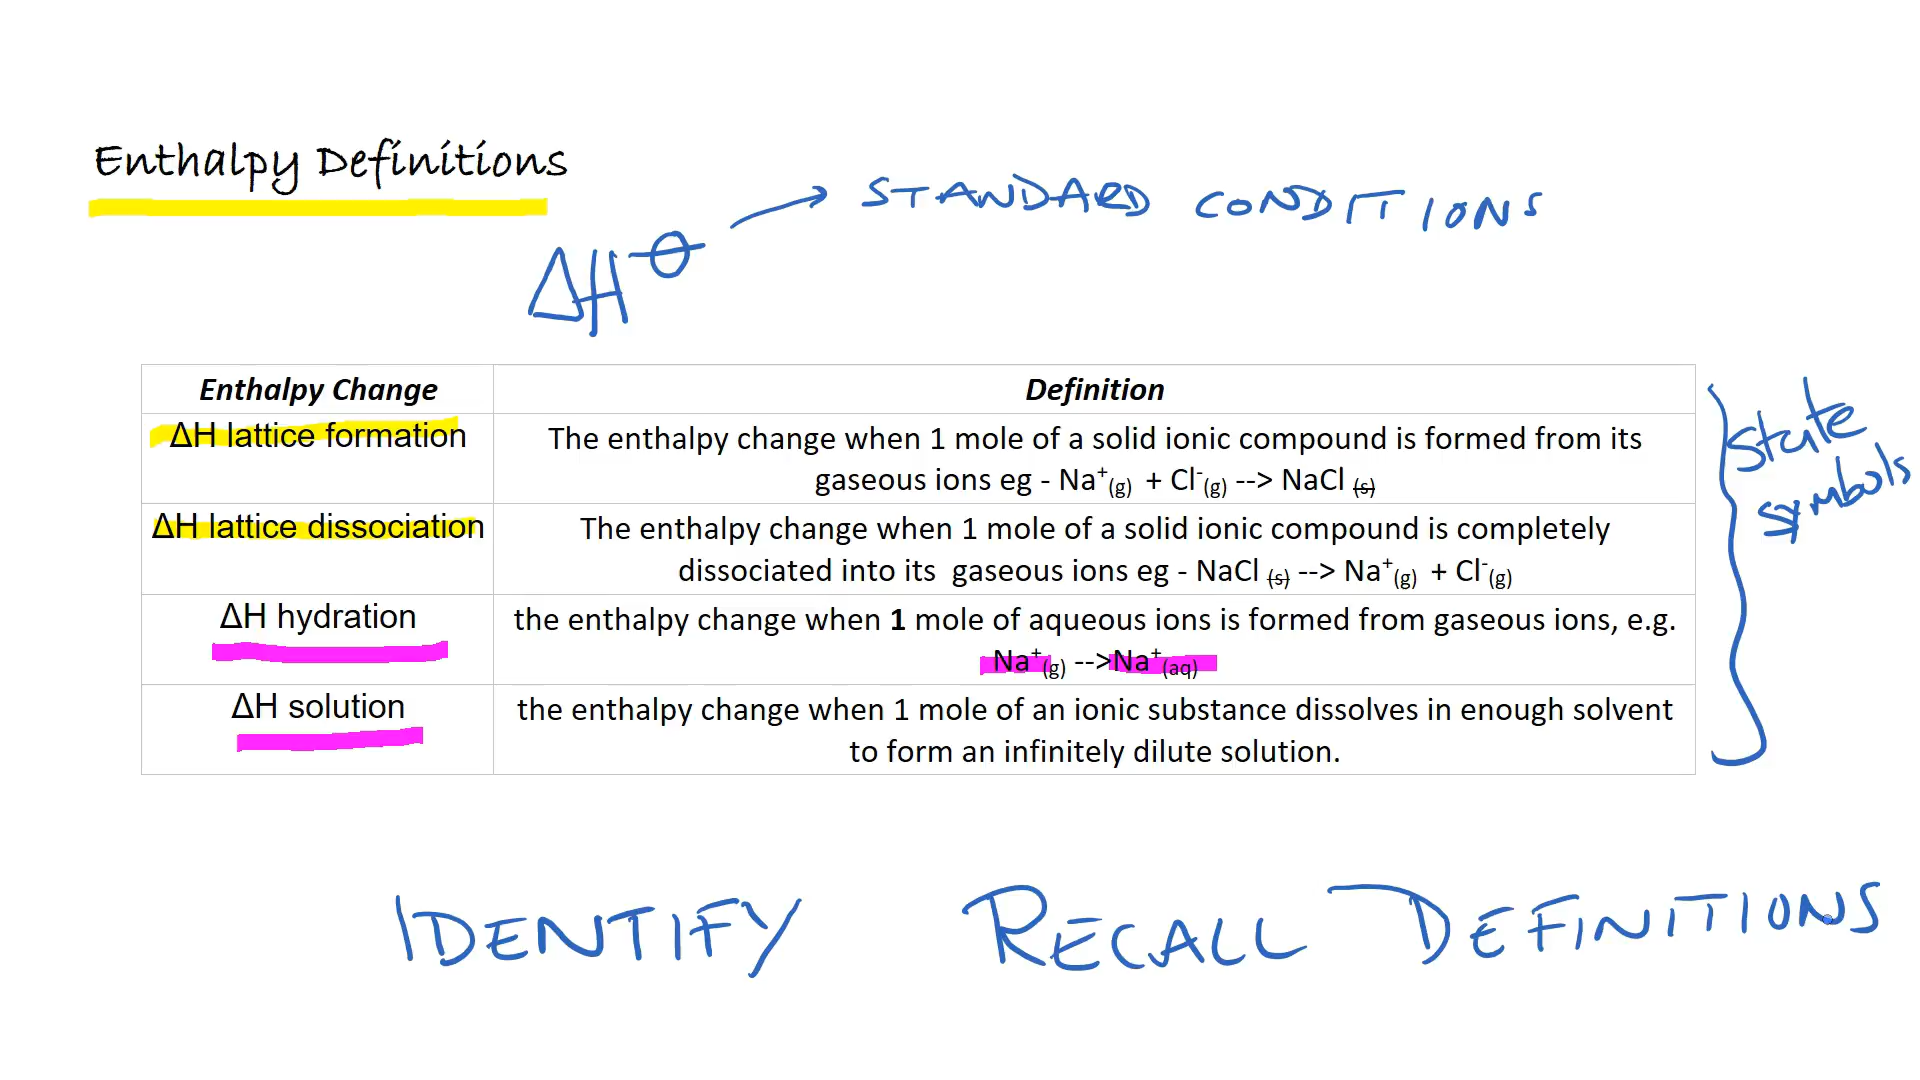 Enthalpy Definitions
STANDARD CONDITIONS
ΔH⦵
Enthalpy Change
Definition
ΔH lattice formation
The enthalpy change when 1 mole of a solid ionic compound is formed from its
gaseous ions eg - Na⁺(g) + Cl⁻(g) --> NaCl (s)
ΔH lattice dissociation
The enthalpy change when 1 mole of a solid ionic compound is completely
dissociated into its gaseous ions eg - NaCl (s) --> Na⁺(g) + Cl⁻(g)
ΔH hydration
the enthalpy change when 1 mole of aqueous ions is formed from gaseous ions, e.g.
Na⁺(g) -->Na⁺(aq)
ΔH solution
the enthalpy change when 1 mole of an ionic substance dissolves in enough solvent
to form an infinitely dilute solution.
state
symbols
IDENTIFY RECALL DEFINITIONS